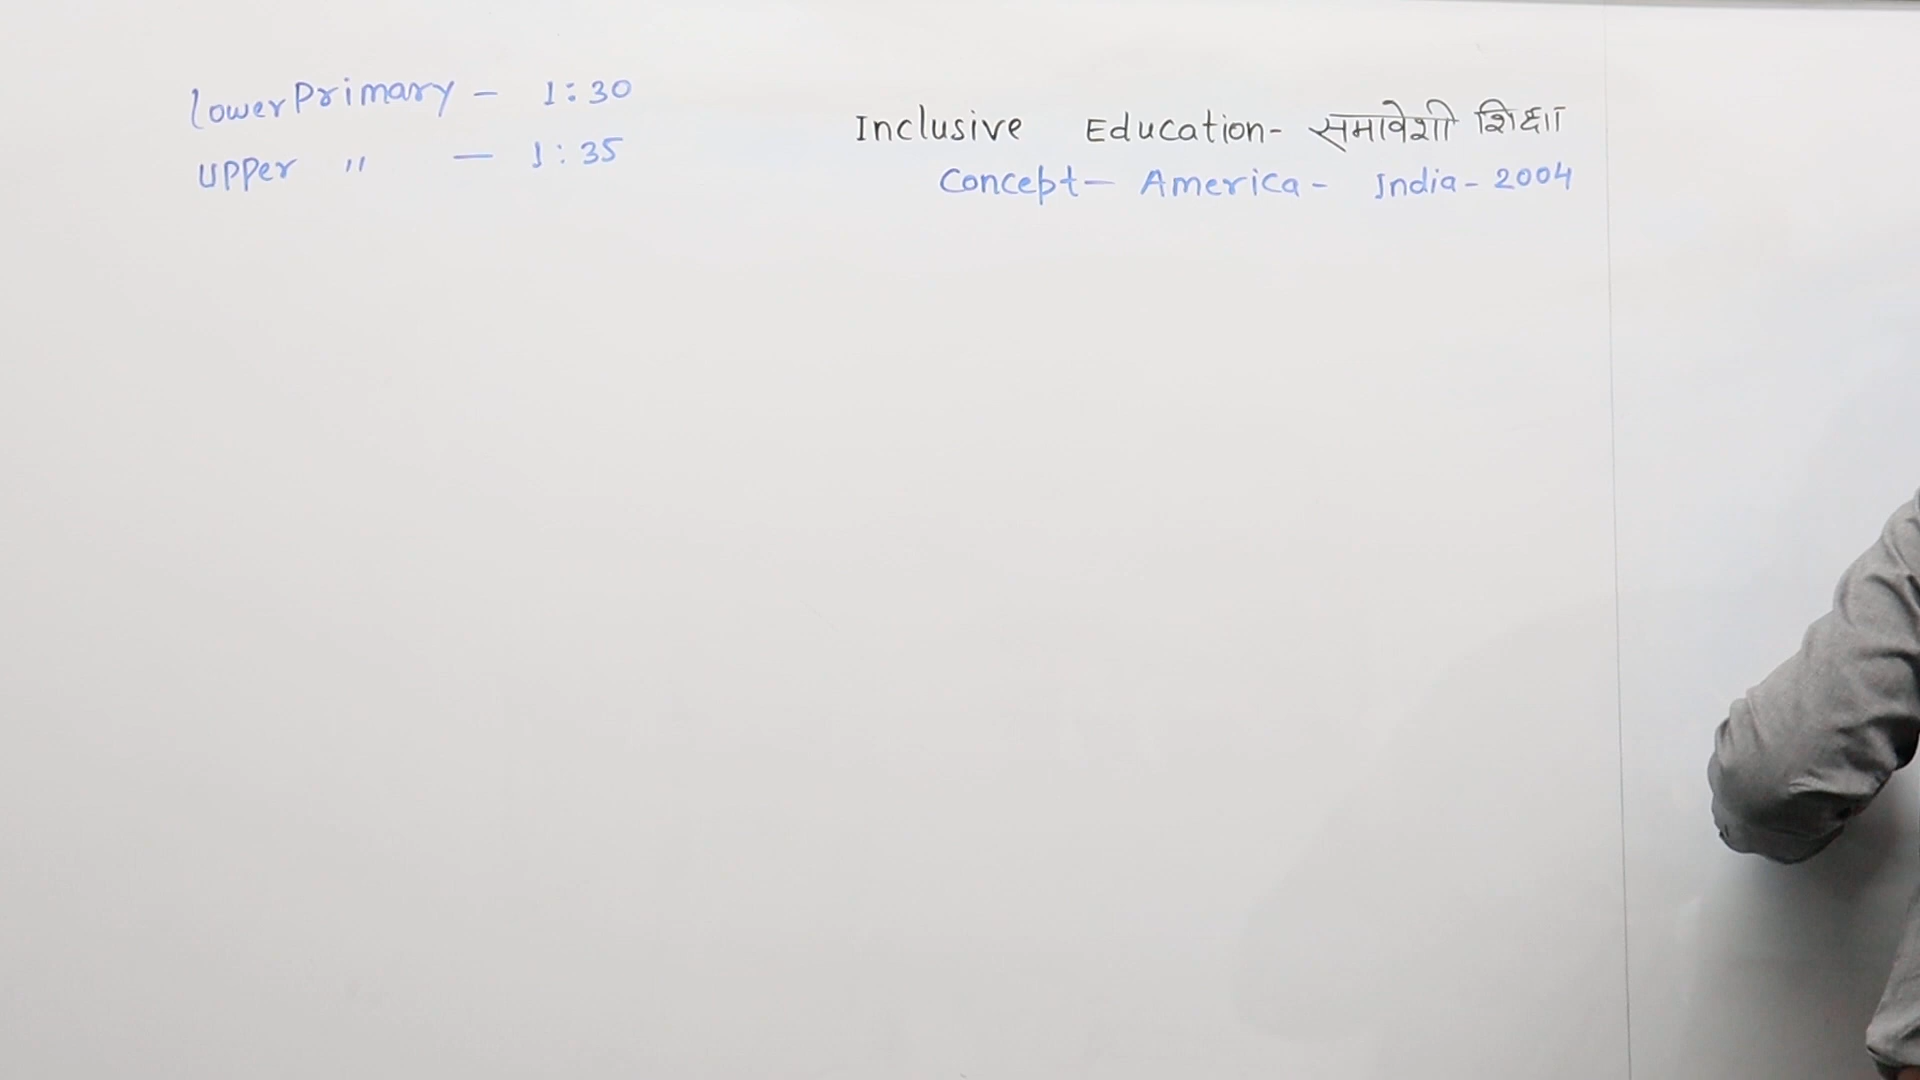 lower Primary - 1:30
Upper " - 1:35
Inclusive Education- समावेशी शिक्षा
Concept- America- India- 2004